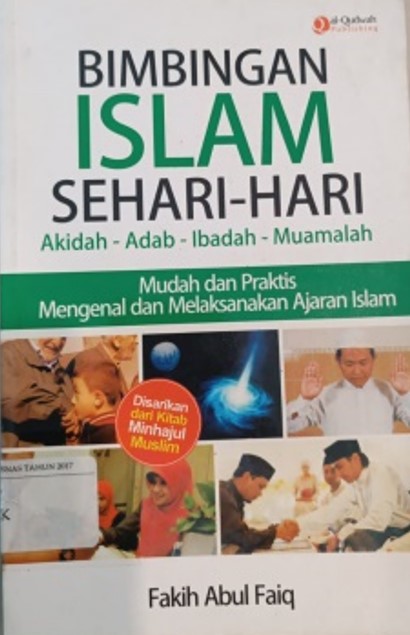 al-Qudwah
Publishing
BIMBINGAN
ISLAM
SEHARI-HARI
Akidah - Adab - Ibadah - Muamalah
Mudah dan Praktis
Mengenal dan Melaksanakan Ajaran Islam
Disarikan
dari Kitab
Minhajul
Muslim
NAS TAHUN 2017
K
Fakih Abul Faiq